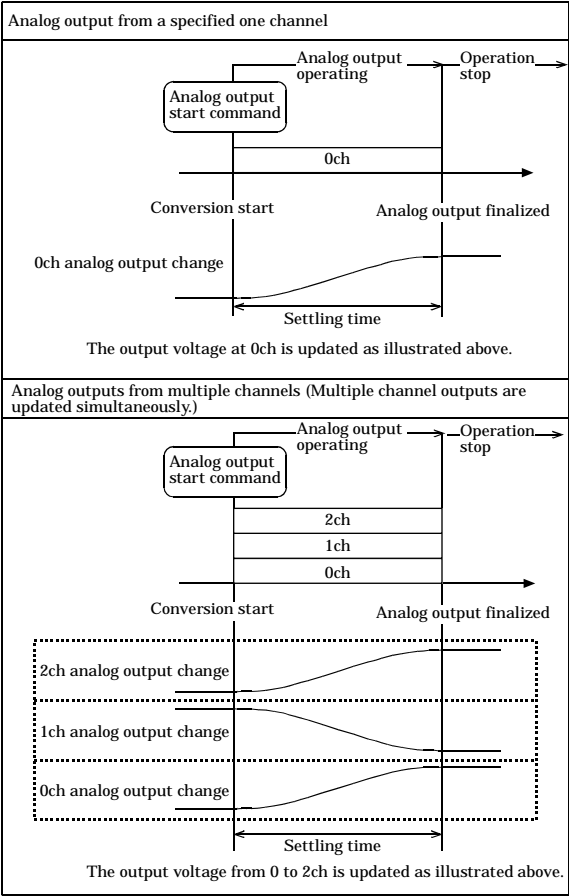 Analog output from a specified one channel
Analog output
operating
Operation
stop
Analog output
start command
0ch
Conversion start
Analog output finalized
0ch analog output change
Settling time
The output voltage at 0ch is updated as illustrated above.
Analog outputs from multiple channels (Multiple channel outputs are
updated simultaneously.)
Analog output
operating
Operation
stop
Analog output
start command
2ch
1ch
0ch
Conversion start
Analog output finalized
2ch analog output change
1ch analog output change
0ch analog output change
Settling time
The output voltage from 0 to 2ch is updated as illustrated above.